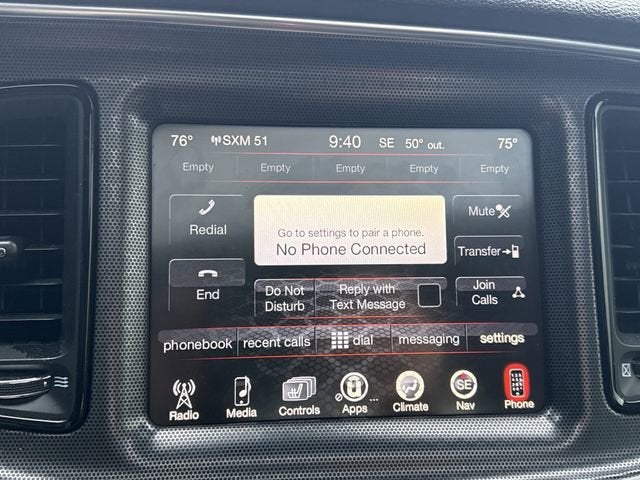 76° SXM 51 9:40 SE 50° out. 75°
Empty Empty Empty Empty Empty
Redial
Go to settings to pair a phone.
No Phone Connected
Mute
Transfer
End
Do Not
Disturb
Reply with
Text Message
Join
Calls
phonebook recent calls dial messaging settings
Radio Media Controls Apps Climate SE Nav Phone